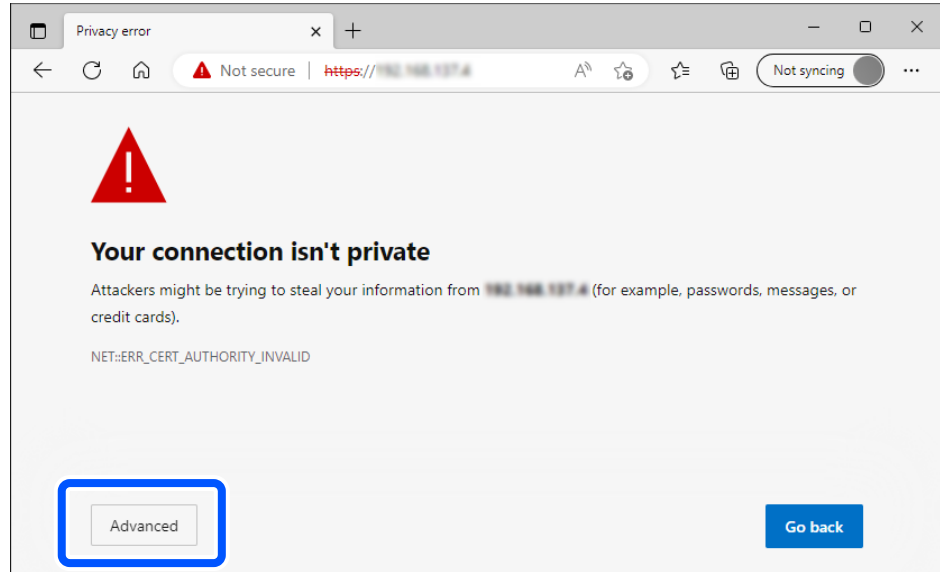 Privacy error
Not secure | https://
Not syncing
Your connection isn't private
Attackers might be trying to steal your information from (for example, passwords, messages, or
credit cards).
NET::ERR_CERT_AUTHORITY_INVALID
Advanced
Go back